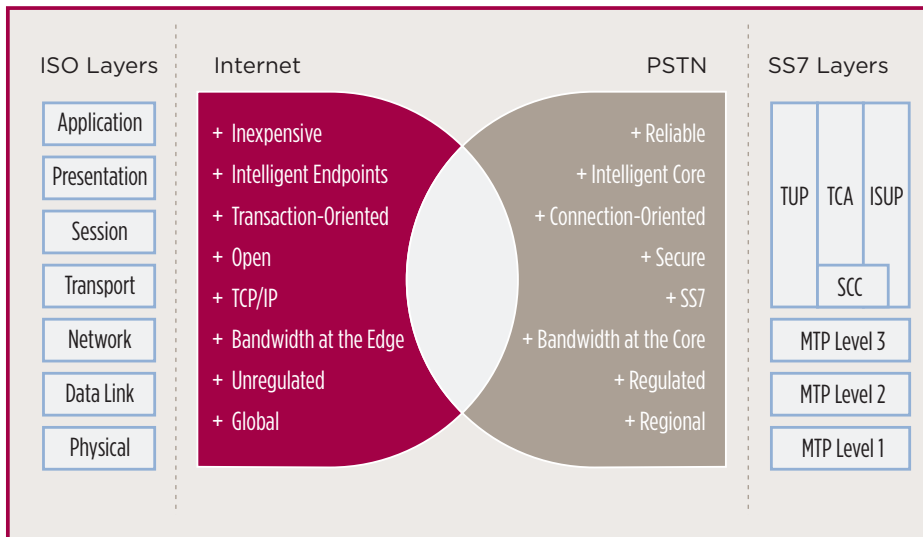 ISO Layers
Application
Presentation
Session
Transport
Network
Data Link
Physical
Internet
+ Inexpensive
+ Intelligent Endpoints
+ Transaction-Oriented
+ Open
+ TCP/IP
+ Bandwidth at the Edge
+ Unregulated
+ Global
PSTN
+ Reliable
+ Intelligent Core
+ Connection-Oriented
+ Secure
+ SS7
+ Bandwidth at the Core
+ Regulated
+ Regional
SS7 Layers
TUP
TCA
ISUP
SCC
MTP Level 3
MTP Level 2
MTP Level 1